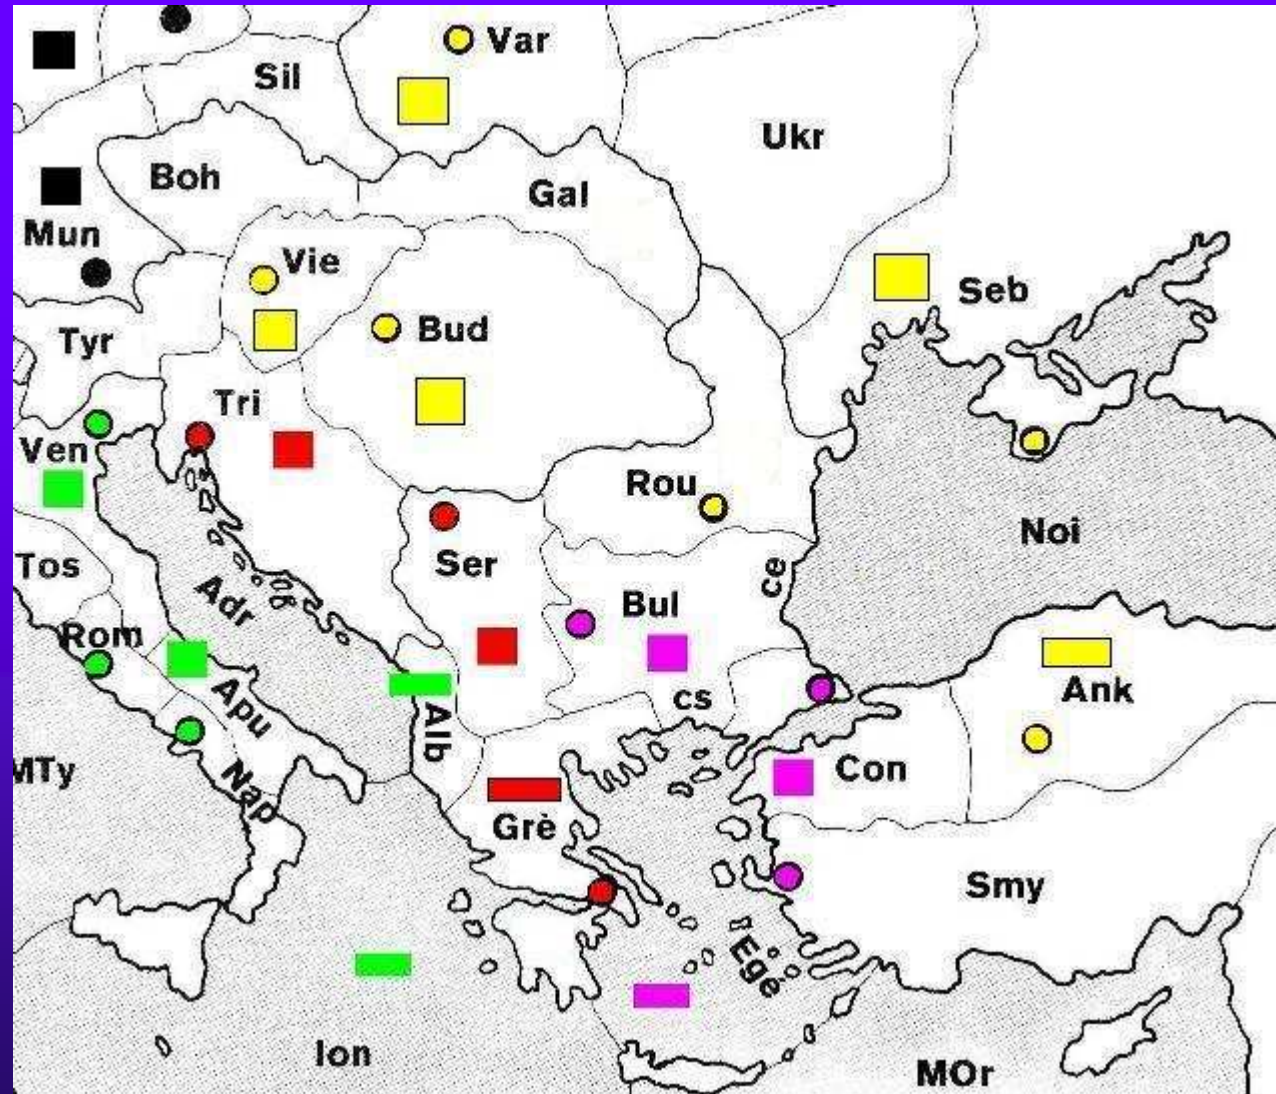 Var
Sil
Ukr
Boh
Gal
Mun
Vie
Seb
Bud
Tyr
Tri
Ven
Rou
Noi
Tos
Ser
ce
Adr
Bul
Rom
cs
Ank
Apu
Alb
MTy
Con
Nap
Grè
Smy
Egé
Ion
MOr